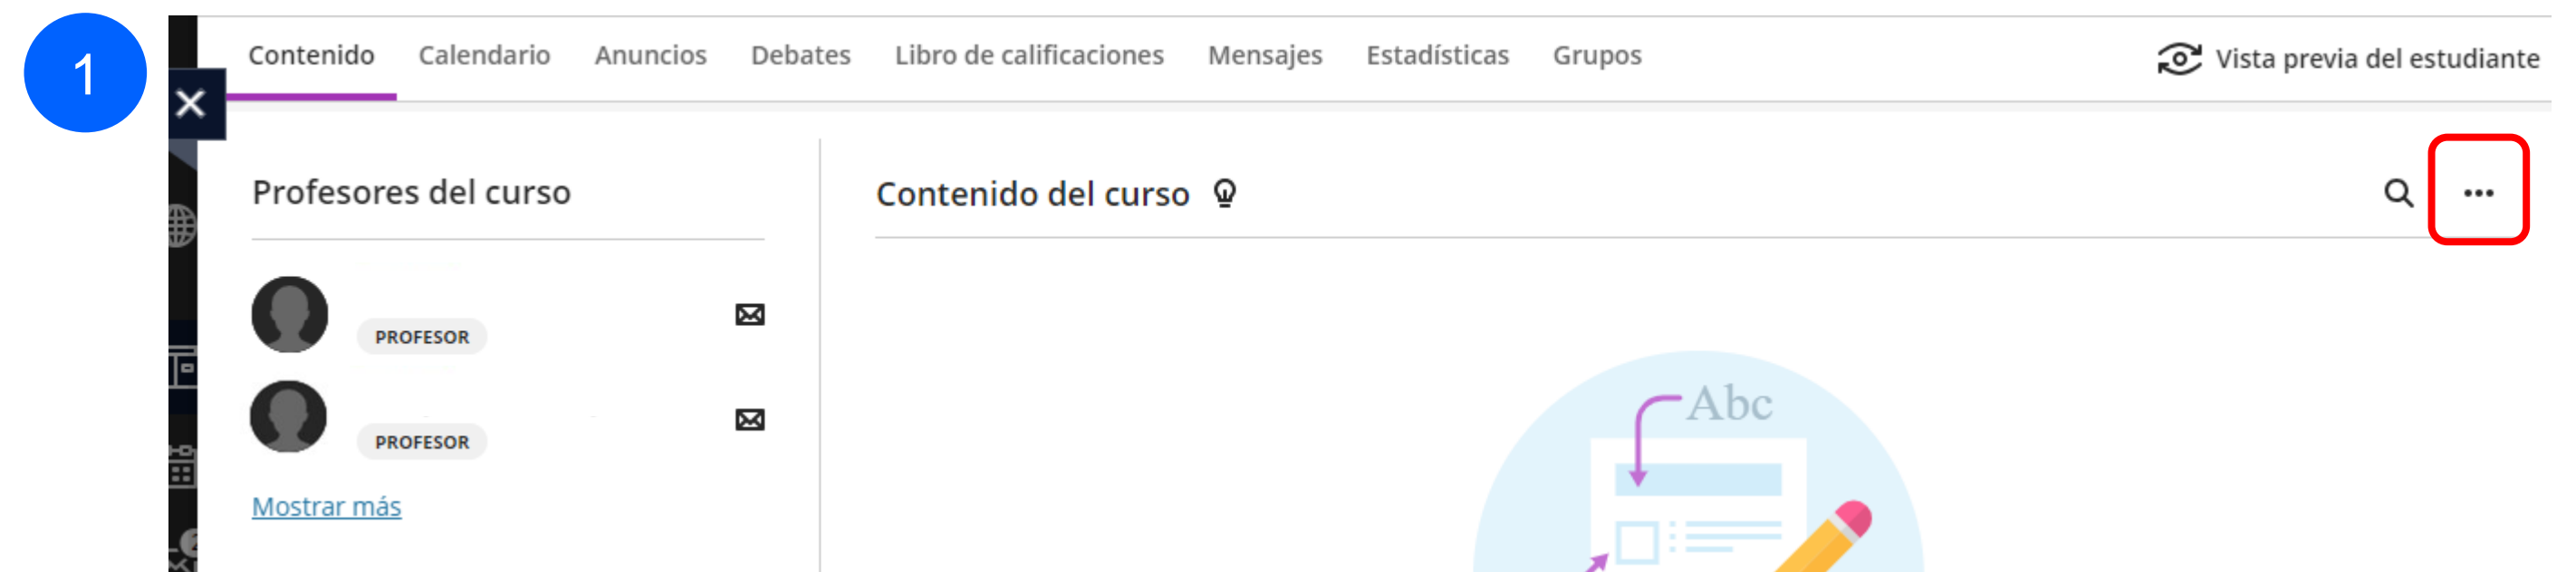 1
Contenido Calendario Anuncios Debates Libro de calificaciones Mensajes Estadísticas Grupos Vista previa del estudiante
Profesores del curso
Contenido del curso
PROFESOR
PROFESOR
Mostrar más
Abc